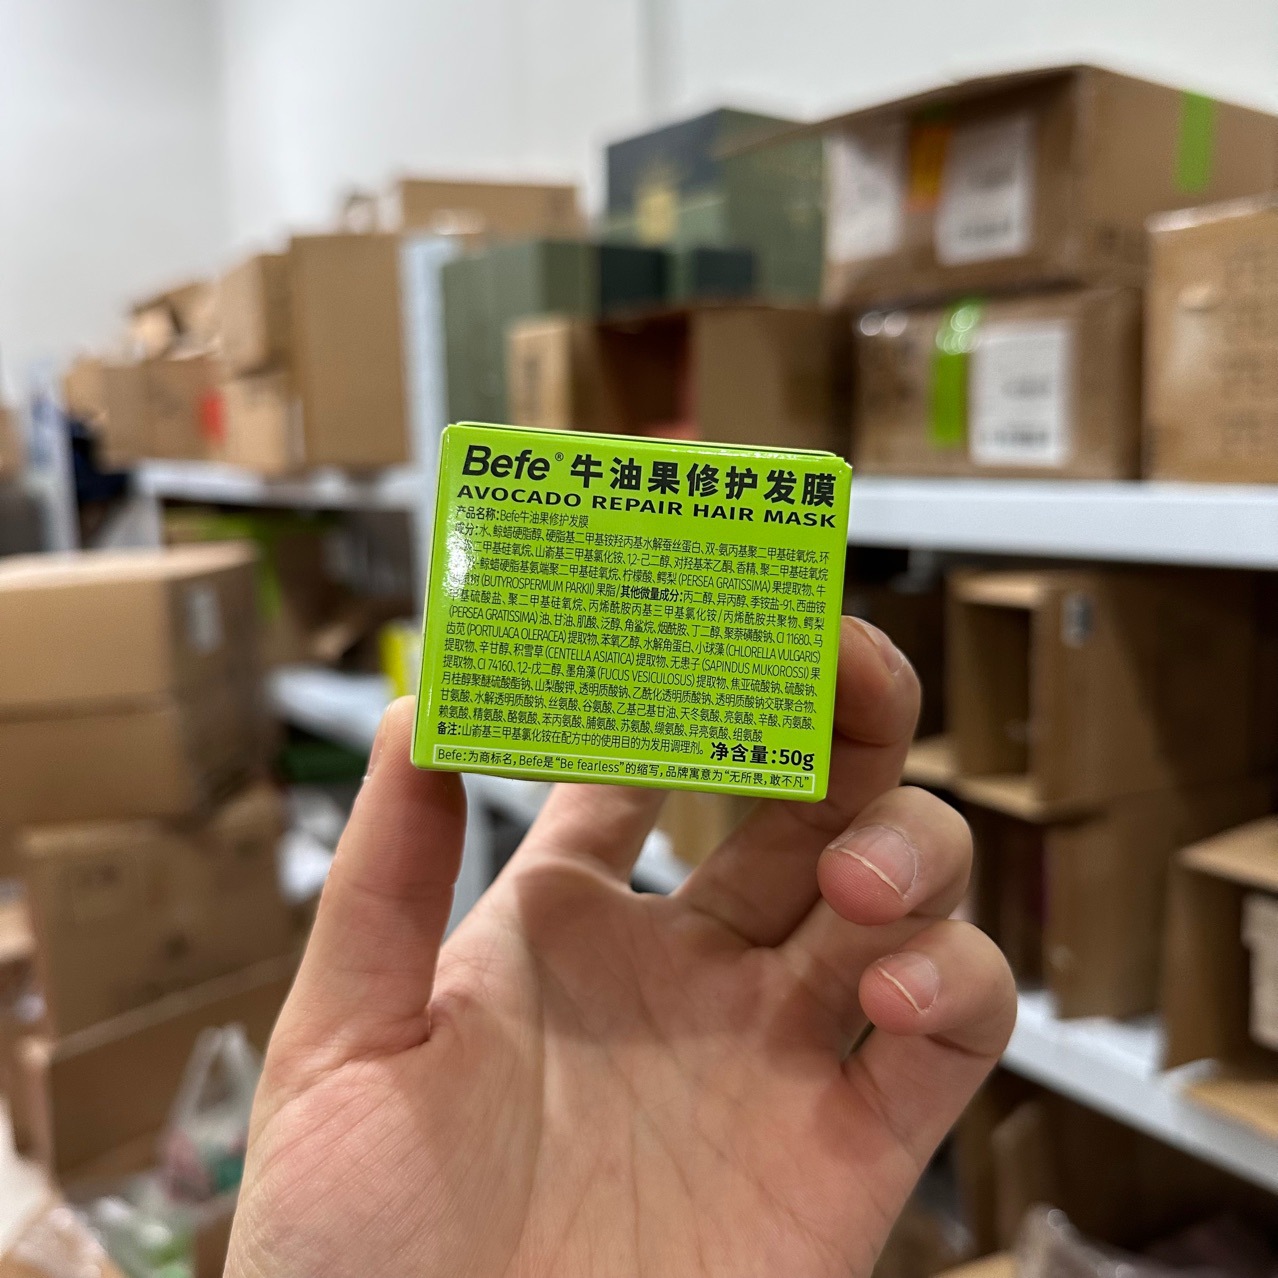 Befe® 牛油果修护发膜
AVOCADO REPAIR HAIR MASK
产品名称:Befe牛油果修护发膜
成分:水、鲸蜡硬脂醇、硬脂基二甲基铵羟丙基水解蚕丝蛋白、双-氨丙基聚二甲基硅氧烷、环
二甲基硅氧烷、山嵛基三甲基氯化铵、1,2-己二醇、对羟基苯乙酮、香精、聚二甲基硅氧烷
-鲸蜡硬脂基氨端聚二甲基硅氧烷、柠檬酸、鳄梨(PERSEA GRATISSIMA)果提取物、牛
树(BUTYROSPERMUM PARKII)果脂/其他微量成分:丙二醇、异丙醇、季铵盐-91、西曲铵
基硫酸盐、聚二甲基硅氧烷、丙烯酰胺丙基三甲基氯化铵/丙烯酰胺共聚物、鳄梨
(PERSEA GRATISSIMA)油、甘油、肌酸、泛醇、角鲨烷、烟酰胺、丁二醇、聚萘磺酸钠、CI 11680、马
齿苋(PORTULACA OLERACEA)提取物、苯氧乙醇、水解角蛋白、小球藻(CHLORELLA VULGARIS)
提取物、辛甘醇、积雪草(CENTELLA ASIATICA)提取物、无患子(SAPINDUS MUKOROSSI)果
提取物、CI 74160、1,2-戊二醇、墨角藻(FUCUS VESICULOSUS)提取物、焦亚硫酸钠、硫酸钠、
月桂醇聚醚硫酸酯钠、山梨酸钾、透明质酸钠、乙酰化透明质酸钠、透明质酸钠交联聚合物、
甘氨酸、水解透明质酸钠、丝氨酸、谷氨酸、乙基己基甘油、天冬氨酸、亮氨酸、辛酸、丙氨酸、
赖氨酸、精氨酸、酪氨酸、苯丙氨酸、脯氨酸、苏氨酸、缬氨酸、异亮氨酸、组氨酸
备注:山嵛基三甲基氯化铵在配方中的使用目的为发用调理剂。 净含量:50g
Befe:为商标名,Befe是“Be fearless”的缩写,品牌寓意为“无所畏,敢不凡”